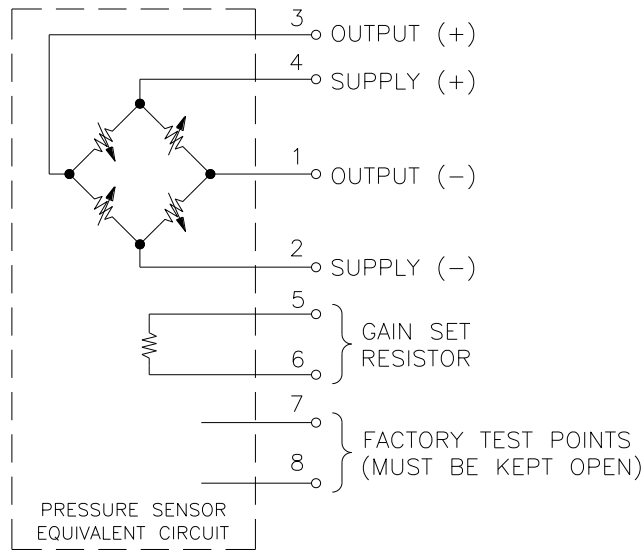 3 OUTPUT (+)
4 SUPPLY (+)
1 OUTPUT (-)
2 SUPPLY (-)
5
GAIN SET
RESISTOR
6
7
FACTORY TEST POINTS
(MUST BE KEPT OPEN)
8
PRESSURE SENSOR
EQUIVALENT CIRCUIT